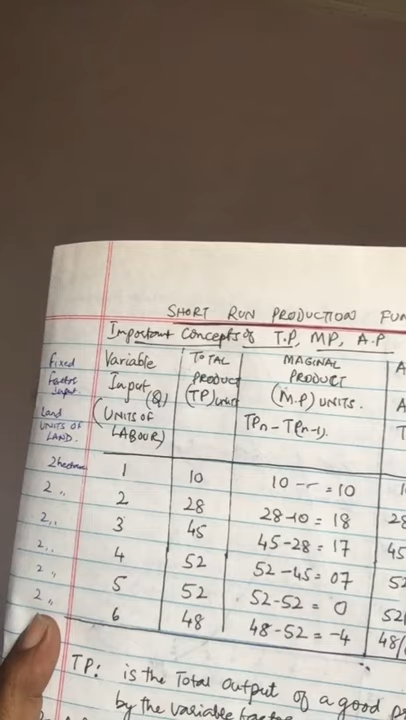 SHORT RUN PRODUCTION FUN
Important Concepts of T.P, MP, A.P
Fixed Factor Input Land UNITS OF LAND. | Variable Input (Q) (UNITS OF LABOUR) | TOTAL PRODUCT (TP) Unit | MAGINAL PRODUCT (M.P) UNITS. TPn - TP(n-1). | A
2 hectares 1 10 10 - - = 10
2 ,, 2 28 28-10 = 18 28
2 ,, 3 45 45-28 = 17 45
2 ,, 4 52 52-45 = 07 52
2 ,, 5 52 52-52 = 0 52
2 ,, 6 48 48-52 = -4 48/
TP: is the Total output of a good p
by the variable factor